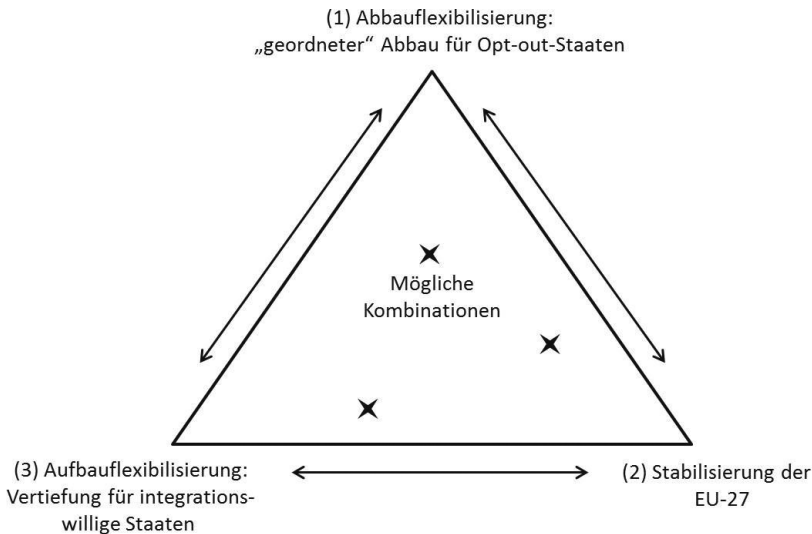 (1) Abbauflexibilisierung:
„geordneter“ Abbau für Opt-out-Staaten
Mögliche
Kombinationen
(3) Aufbauflexibilisierung:
Vertiefung für integrations-
willige Staaten
(2) Stabilisierung der
EU-27